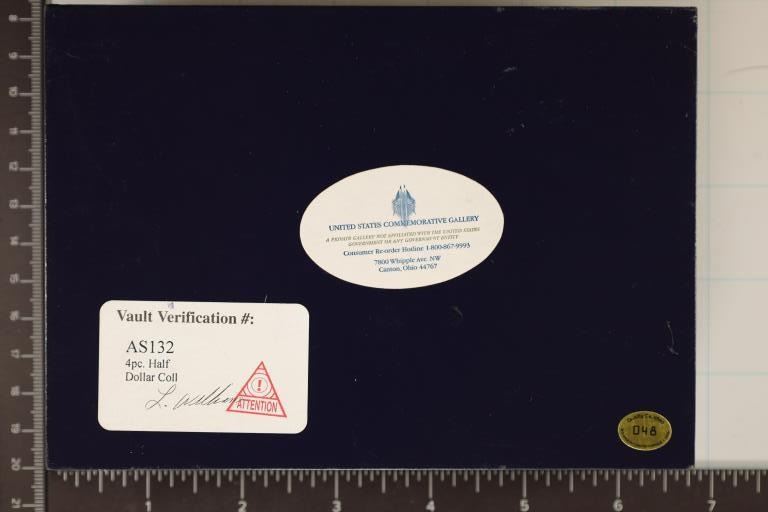 UNITED STATES COMMEMORATIVE GALLERY
A PRIVATE GALLERY NOT AFFILIATED WITH THE UNITED STATES
GOVERNMENT OR ANY GOVERNMENT ENTITY
Consumer Re-order Hotline 1-800-867-9993
7800 Whipple Ave. NW
Canton, Ohio 44767
Vault Verification #:
AS132
4pc. Half
Dollar Coll
ATTENTION
048
1 2 3 4 5 6 7